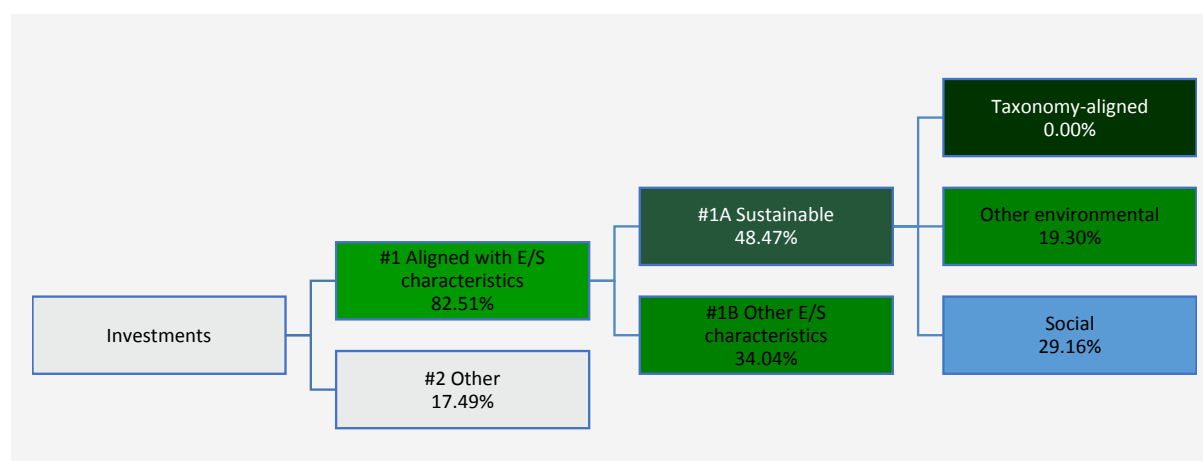 Investments
#1 Aligned with E/S
characteristics
82.51%
#2 Other
17.49%
#1A Sustainable
48.47%
#1B Other E/S
characteristics
34.04%
Taxonomy-aligned
0.00%
Other environmental
19.30%
Social
29.16%